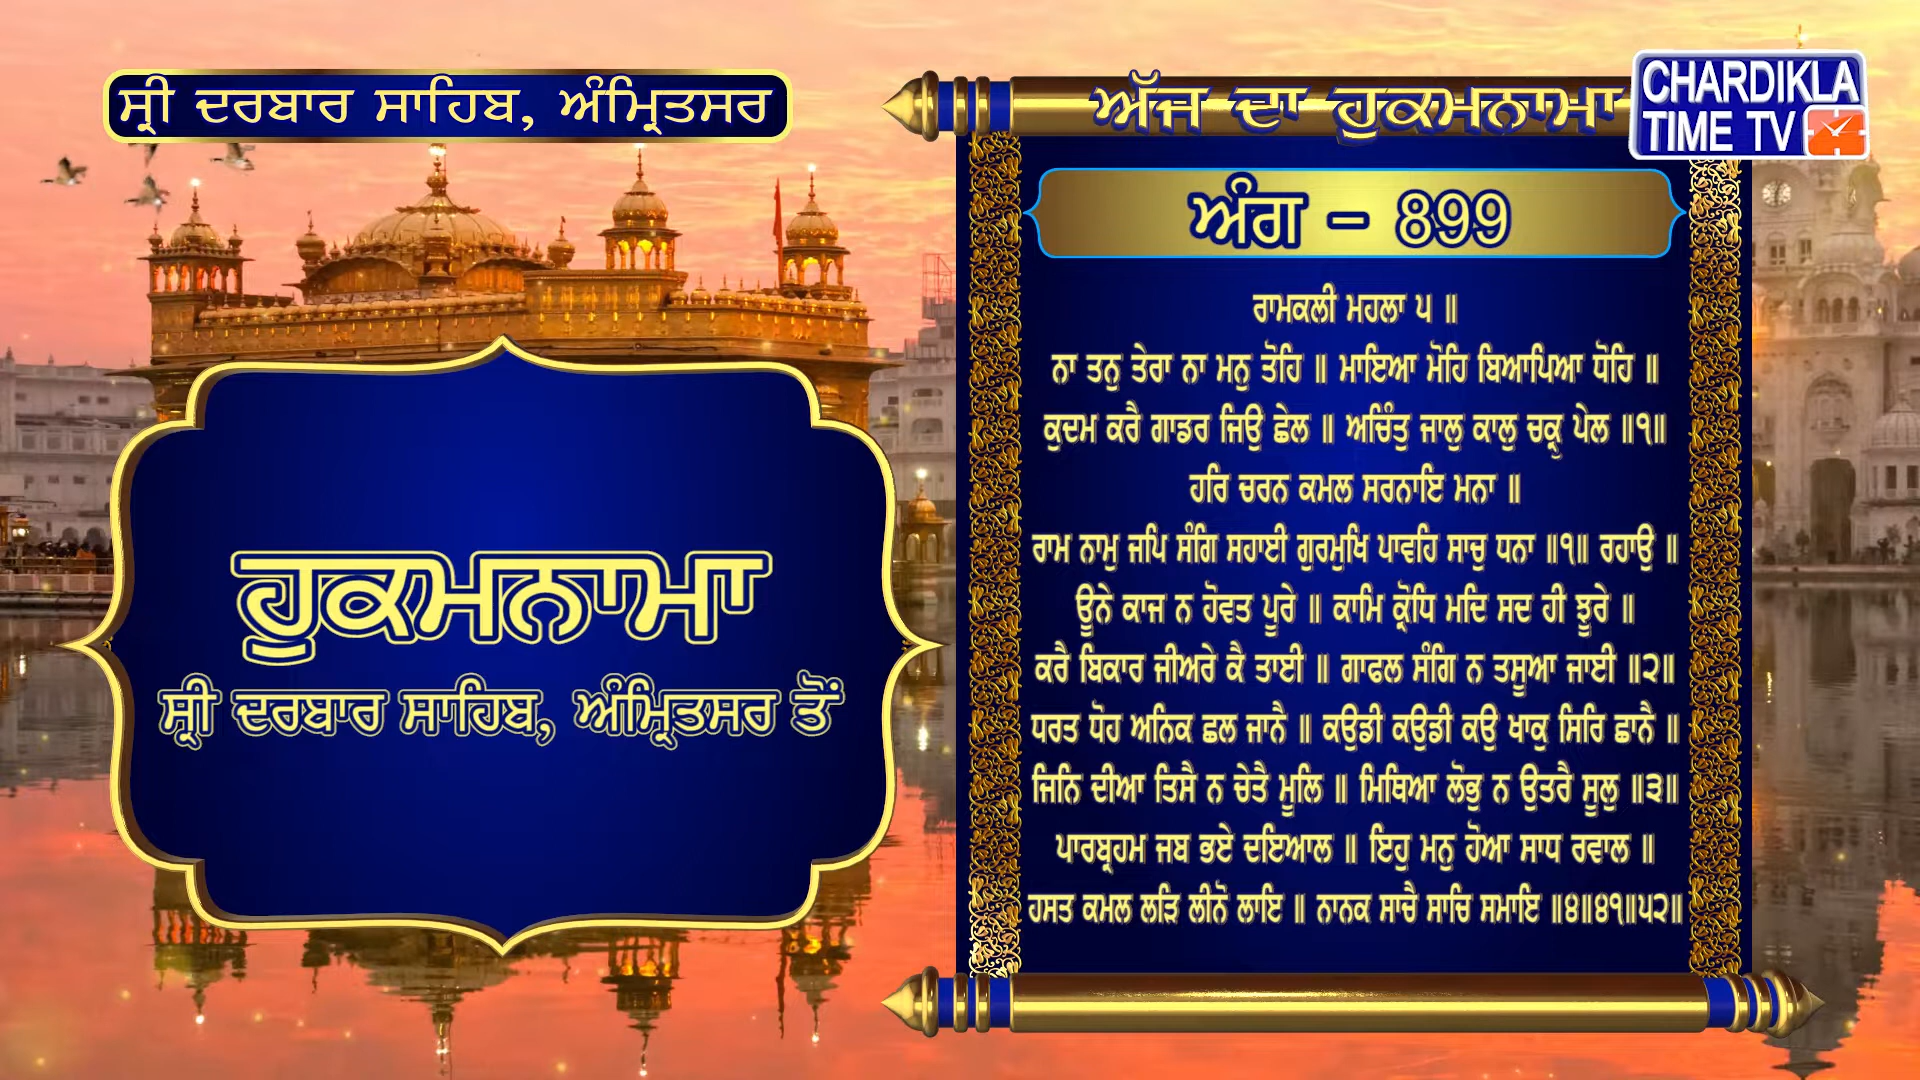 ਸ੍ਰੀ ਦਰਬਾਰ ਸਾਹਿਬ, ਅੰਮ੍ਰਿਤਸਰ
ਹੁਕਮਨਾਮਾ
ਸ੍ਰੀ ਦਰਬਾਰ ਸਾਹਿਬ, ਅੰਮ੍ਰਿਤਸਰ ਤੋਂ
ਅੱਜ ਦਾ ਹੁਕਮਨਾਮਾ
CHARDIKLA
TIME TV
ਅੰਗ - 899
ਰਾਮਕਲੀ ਮਹਲਾ ੫ ॥
ਨਾ ਤਨੁ ਤੇਰਾ ਨਾ ਮਨੁ ਤੋਹਿ ॥ ਮਾਇਆ ਮੋਹਿ ਬਿਆਪਿਆ ਧੋਹਿ ॥
ਕੁਦਮ ਕਰੈ ਗਾਡਰ ਜਿਉ ਛੇਲ ॥ ਅਚਿੰਤੁ ਜਾਲੁ ਕਾਲੁ ਚਕ੍ਰੁ ਪੇਲ ॥੧॥
ਹਰਿ ਚਰਨ ਕਮਲ ਸਰਨਾਇ ਮਨਾ ॥
ਰਾਮ ਨਾਮੁ ਜਪਿ ਸੰਗਿ ਸਹਾਈ ਗੁਰਮੁਖਿ ਪਾਵਹਿ ਸਾਚੁ ਧਨਾ ॥੧॥ ਰਹਾਉ ॥
ਊਨੇ ਕਾਜ ਨ ਹੋਵਤ ਪੂਰੇ ॥ ਕਾਮਿ ਕ੍ਰੋਧਿ ਮਦਿ ਸਦ ਹੀ ਝੂਰੇ ॥
ਕਰੈ ਬਿਕਾਰ ਜੀਅਰੇ ਕੈ ਤਾਈ ॥ ਗਾਫਲ ਸੰਗਿ ਨ ਤਸੂਆ ਜਾਈ ॥੨॥
ਧਰਤ ਧੋਹ ਅਨਿਕ ਛਲ ਜਾਨੈ ॥ ਕਉਡੀ ਕਉਡੀ ਕਉ ਖਾਕੁ ਸਿਰਿ ਛਾਨੈ ॥
ਜਿਨਿ ਦੀਆ ਤਿਸੈ ਨ ਚੇਤੈ ਮੂਲਿ ॥ ਮਿਥਿਆ ਲੋਭੁ ਨ ਉਤਰੈ ਸੂਲੁ ॥੩॥
ਪਾਰਬ੍ਰਹਮ ਜਬ ਭਏ ਦਇਆਲ ॥ ਇਹੁ ਮਨੁ ਹੋਆ ਸਾਧ ਰਵਾਲ ॥
ਹਸਤ ਕਮਲ ਲੜਿ ਲੀਨੋ ਲਾਇ ॥ ਨਾਨਕ ਸਾਚੈ ਸਾਚਿ ਸਮਾਇ ॥੪॥੪੧॥੫੨॥